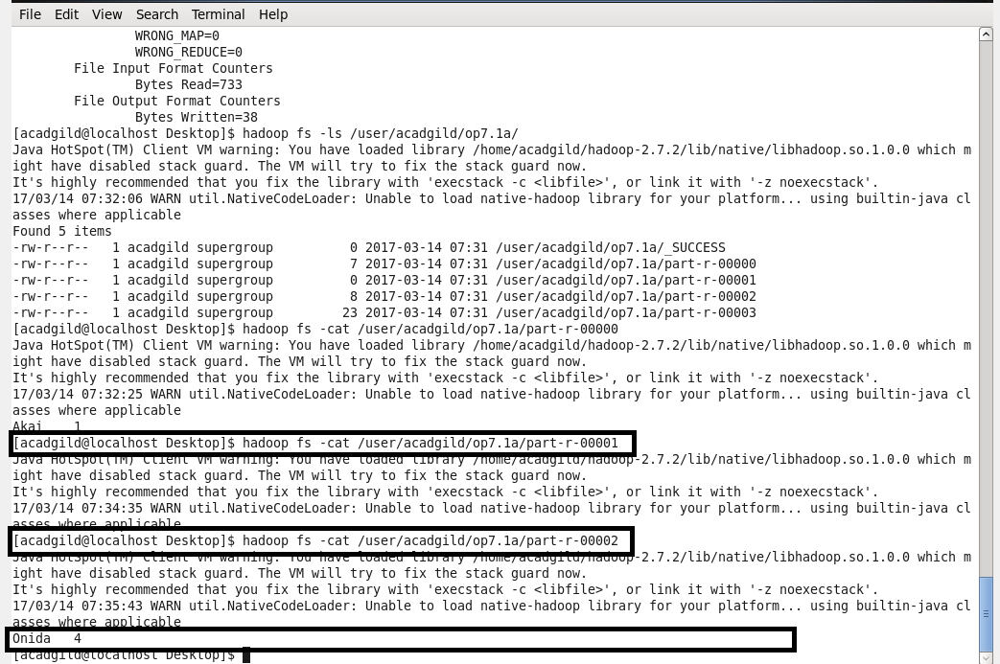 File Edit View Search Terminal Help
WRONG_MAP=0
WRONG_REDUCE=0
File Input Format Counters
Bytes Read=733
File Output Format Counters
Bytes Written=38
[acadgild@localhost Desktop]$ hadoop fs -ls /user/acadgild/op7.1a/
Java HotSpot(TM) Client VM warning: You have loaded library /home/acadgild/hadoop-2.7.2/lib/native/libhadoop.so.1.0.0 which m
ight have disabled stack guard. The VM will try to fix the stack guard now.
It's highly recommended that you fix the library with 'execstack -c <libfile>', or link it with '-z noexecstack'.
17/03/14 07:32:06 WARN util.NativeCodeLoader: Unable to load native-hadoop library for your platform... using builtin-java cl
asses where applicable
Found 5 items
-rw-r--r--   1 acadgild supergroup          0 2017-03-14 07:31 /user/acadgild/op7.1a/_SUCCESS
-rw-r--r--   1 acadgild supergroup          7 2017-03-14 07:31 /user/acadgild/op7.1a/part-r-00000
-rw-r--r--   1 acadgild supergroup          0 2017-03-14 07:31 /user/acadgild/op7.1a/part-r-00001
-rw-r--r--   1 acadgild supergroup          8 2017-03-14 07:31 /user/acadgild/op7.1a/part-r-00002
-rw-r--r--   1 acadgild supergroup         23 2017-03-14 07:31 /user/acadgild/op7.1a/part-r-00003
[acadgild@localhost Desktop]$ hadoop fs -cat /user/acadgild/op7.1a/part-r-00000
Java HotSpot(TM) Client VM warning: You have loaded library /home/acadgild/hadoop-2.7.2/lib/native/libhadoop.so.1.0.0 which m
ight have disabled stack guard. The VM will try to fix the stack guard now.
It's highly recommended that you fix the library with 'execstack -c <libfile>', or link it with '-z noexecstack'.
17/03/14 07:32:25 WARN util.NativeCodeLoader: Unable to load native-hadoop library for your platform... using builtin-java cl
asses where applicable
Akai    1
[acadgild@localhost Desktop]$ hadoop fs -cat /user/acadgild/op7.1a/part-r-00001
Java HotSpot(TM) Client VM warning: You have loaded library /home/acadgild/hadoop-2.7.2/lib/native/libhadoop.so.1.0.0 which m
ight have disabled stack guard. The VM will try to fix the stack guard now.
It's highly recommended that you fix the library with 'execstack -c <libfile>', or link it with '-z noexecstack'.
17/03/14 07:34:35 WARN util.NativeCodeLoader: Unable to load native-hadoop library for your platform... using builtin-java cl
asses where applicable
[acadgild@localhost Desktop]$ hadoop fs -cat /user/acadgild/op7.1a/part-r-00002
Java HotSpot(TM) Client VM warning: You have loaded library /home/acadgild/hadoop-2.7.2/lib/native/libhadoop.so.1.0.0 which m
ight have disabled stack guard. The VM will try to fix the stack guard now.
It's highly recommended that you fix the library with 'execstack -c <libfile>', or link it with '-z noexecstack'.
17/03/14 07:35:43 WARN util.NativeCodeLoader: Unable to load native-hadoop library for your platform... using builtin-java cl
asses where applicable
Onida   4
[acadgild@localhost Desktop]$